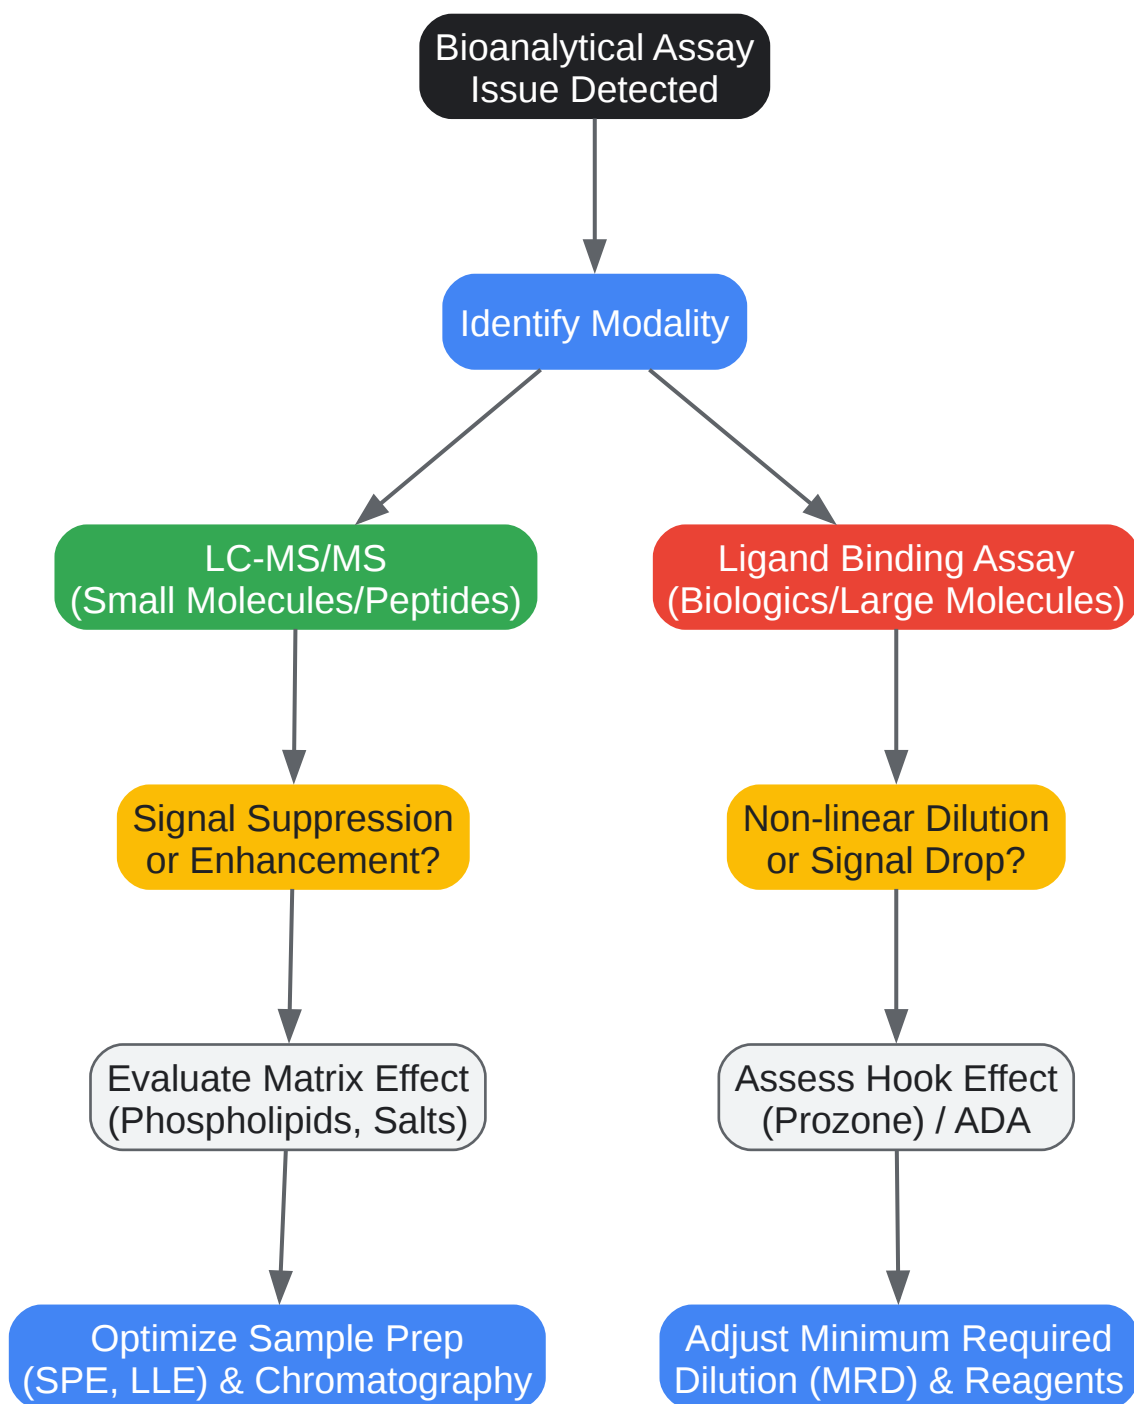 Bioanalytical Assay
Issue Detected
Identify Modality
LC-MS/MS
(Small Molecules/Peptides)
Ligand Binding Assay
(Biologics/Large Molecules)
Signal Suppression
or Enhancement?
Non-linear Dilution
or Signal Drop?
Evaluate Matrix Effect
(Phospholipids, Salts)
Assess Hook Effect
(Prozone) / ADA
Optimize Sample Prep
(SPE, LLE) & Chromatography
Adjust Minimum Required
Dilution (MRD) & Reagents